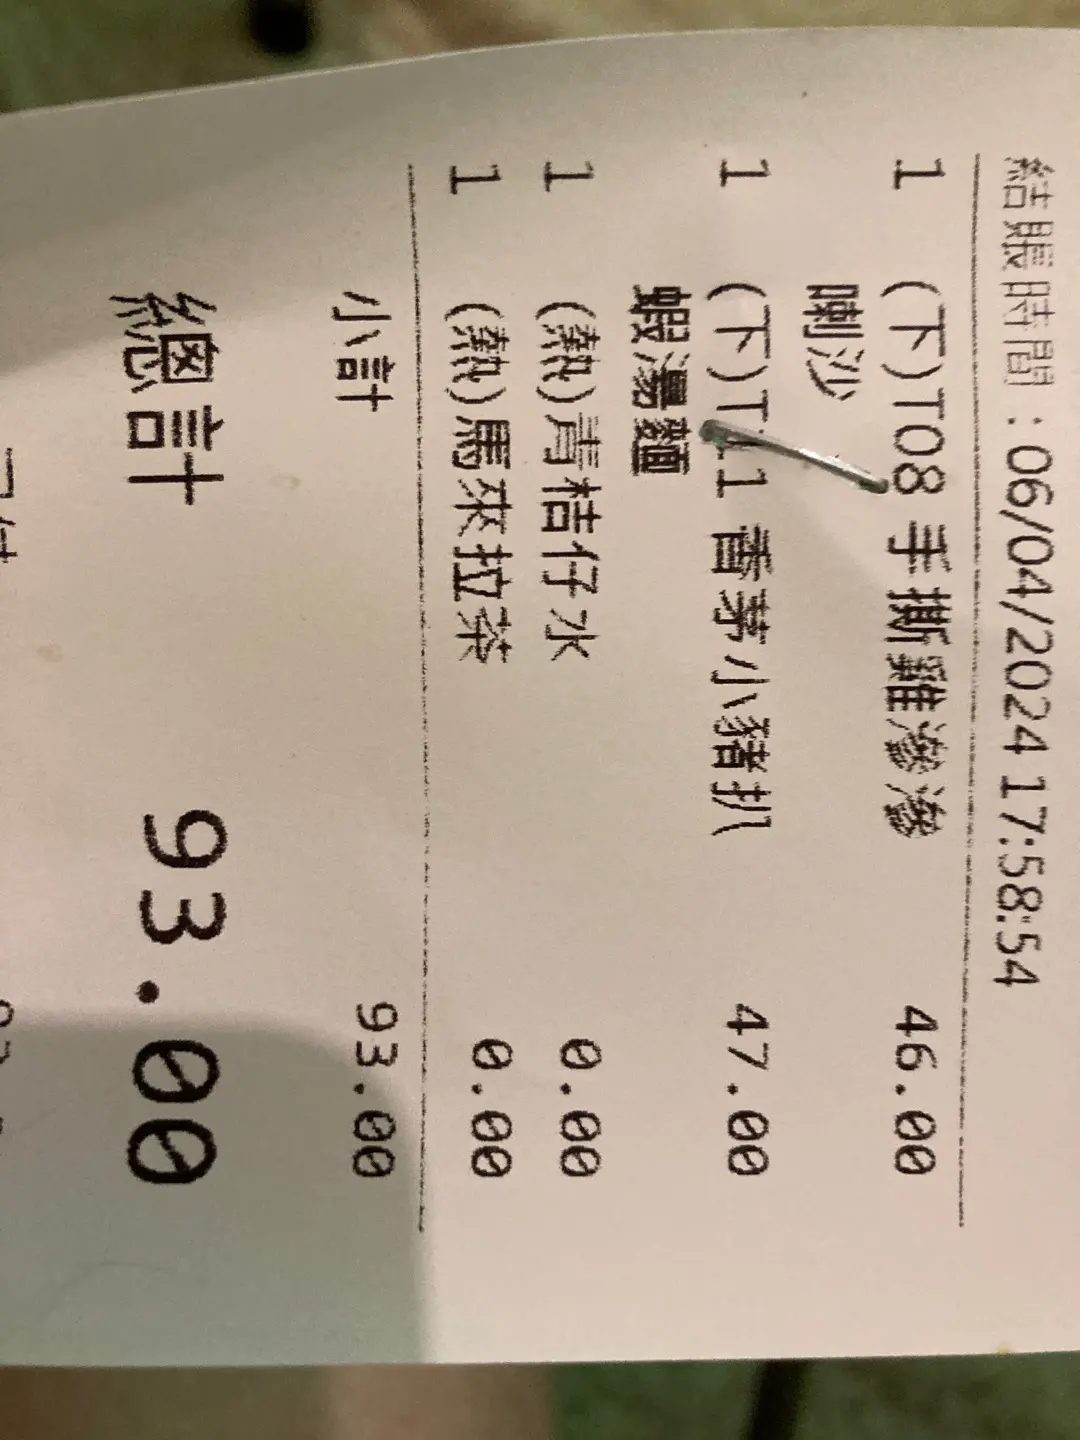 結賬時間：06/04/2024 17:58:54
1 (下)T08 手撕雞滲滲 46.00
喇沙
1 (下)T11 香茅小豬扒 47.00
蝦湯麵
1 (熱)青桔仔水 0.00
1 (熱)馬來拉茶 0.00
小計 93.00
總計 93.00